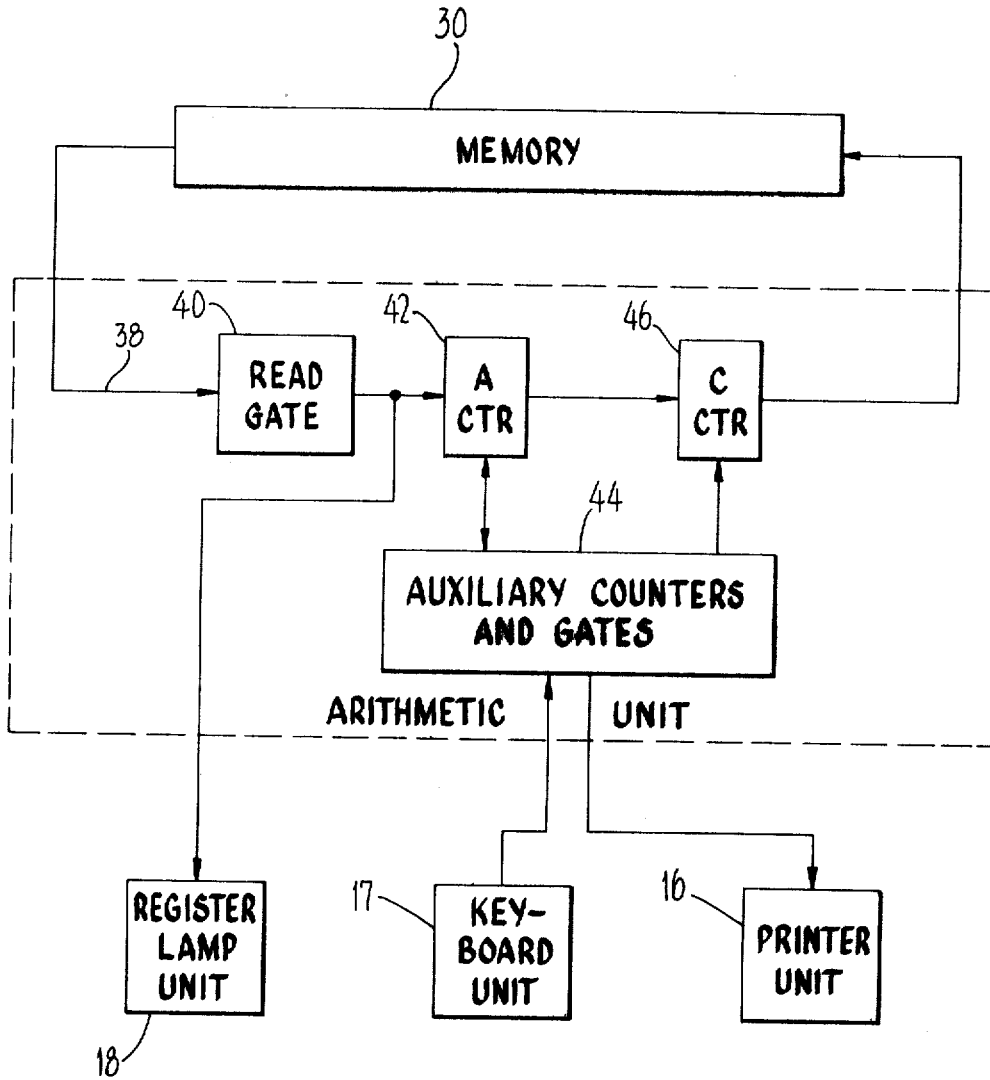 30
MEMORY
40
42
46
38
READ
GATE
A
CTR
C
CTR
44
AUXILIARY COUNTERS
AND GATES
ARITHMETIC UNIT
17
16
REGISTER
LAMP
UNIT
KEY-
BOARD
UNIT
PRINTER
UNIT
18